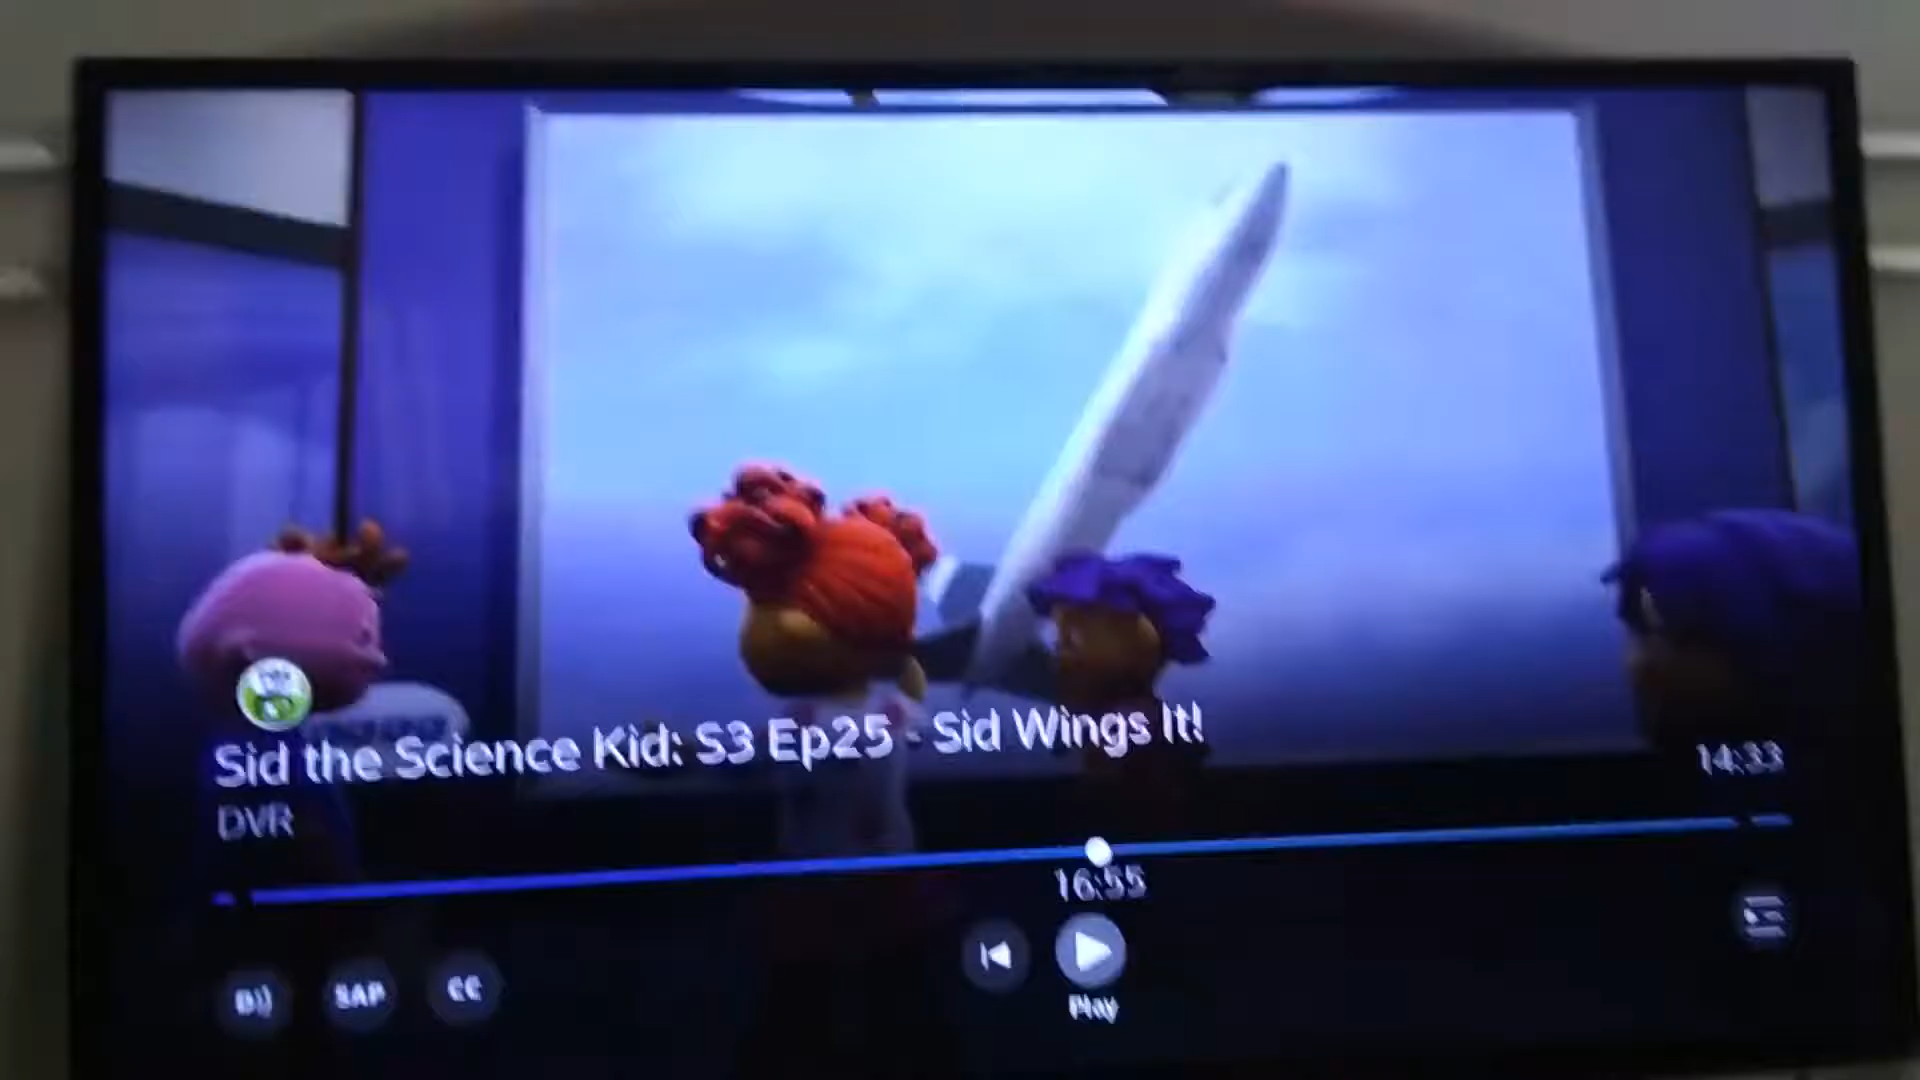 Sid the Science Kid: S3 Ep25 - Sid Wings It!
14:33
DVR
16:55
SAP
CC
Play